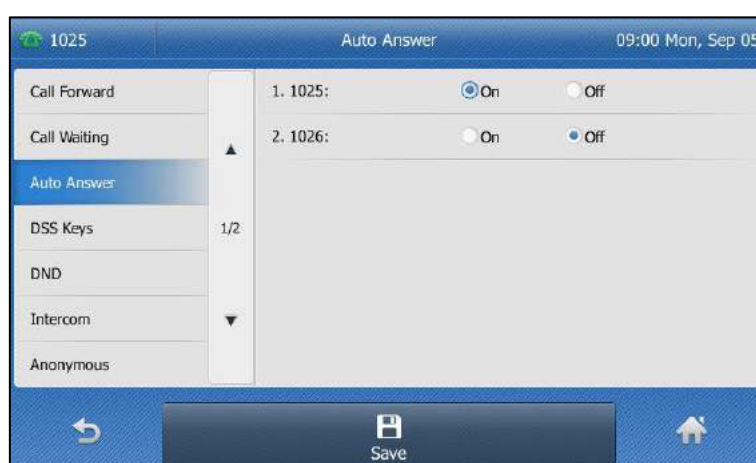 1025 Auto Answer 09:00 Mon, Sep 05
Call Forward 1. 1025: On Off
Call Waiting 2. 1026: On Off
Auto Answer
DSS Keys 1/2
DND
Intercom
Anonymous
Save